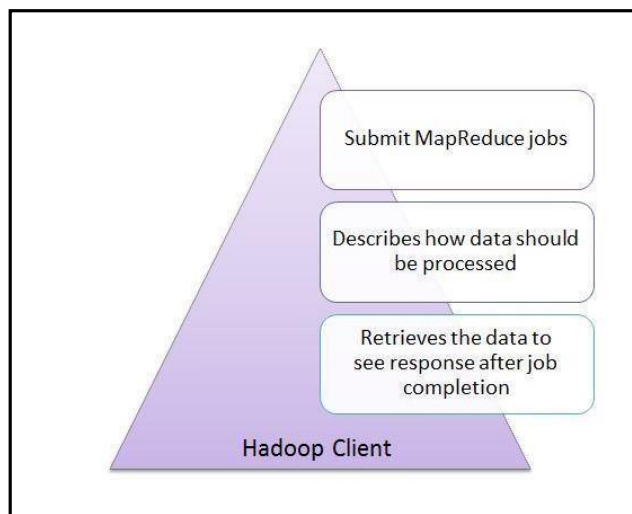 Submit MapReduce jobs
Describes how data should
be processed
Retrieves the data to
see response after job
completion
Hadoop Client